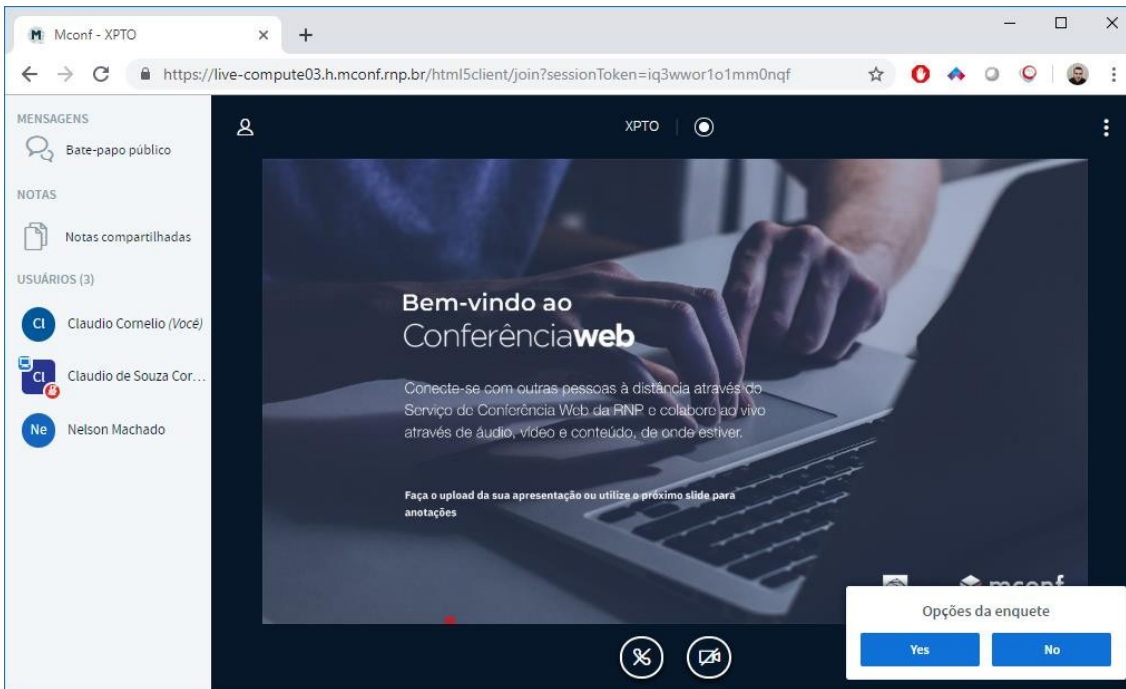 Mconf - XPTO
https://live-compute03.h.mconf.rnp.br/html5client/join?sessionToken=iq3wwor1o1mm0nqf
MENSAGENS
Bate-papo público
NOTAS
Notas compartilhadas
USUÁRIOS (3)
Cl Claudio Cornelio (Você)
Cl Claudio de Souza Cor...
Ne Nelson Machado
XPTO
Bem-vindo ao
Conferênciaweb
Conecte-se com outras pessoas à distância através do
Serviço de Conferência Web da RNP e colabore ao vivo
através de áudio, vídeo e conteúdo, de onde estiver.
Faça o upload da sua apresentação ou utilize o próximo slide para
anotações
mconf
Opções da enquete
Yes No